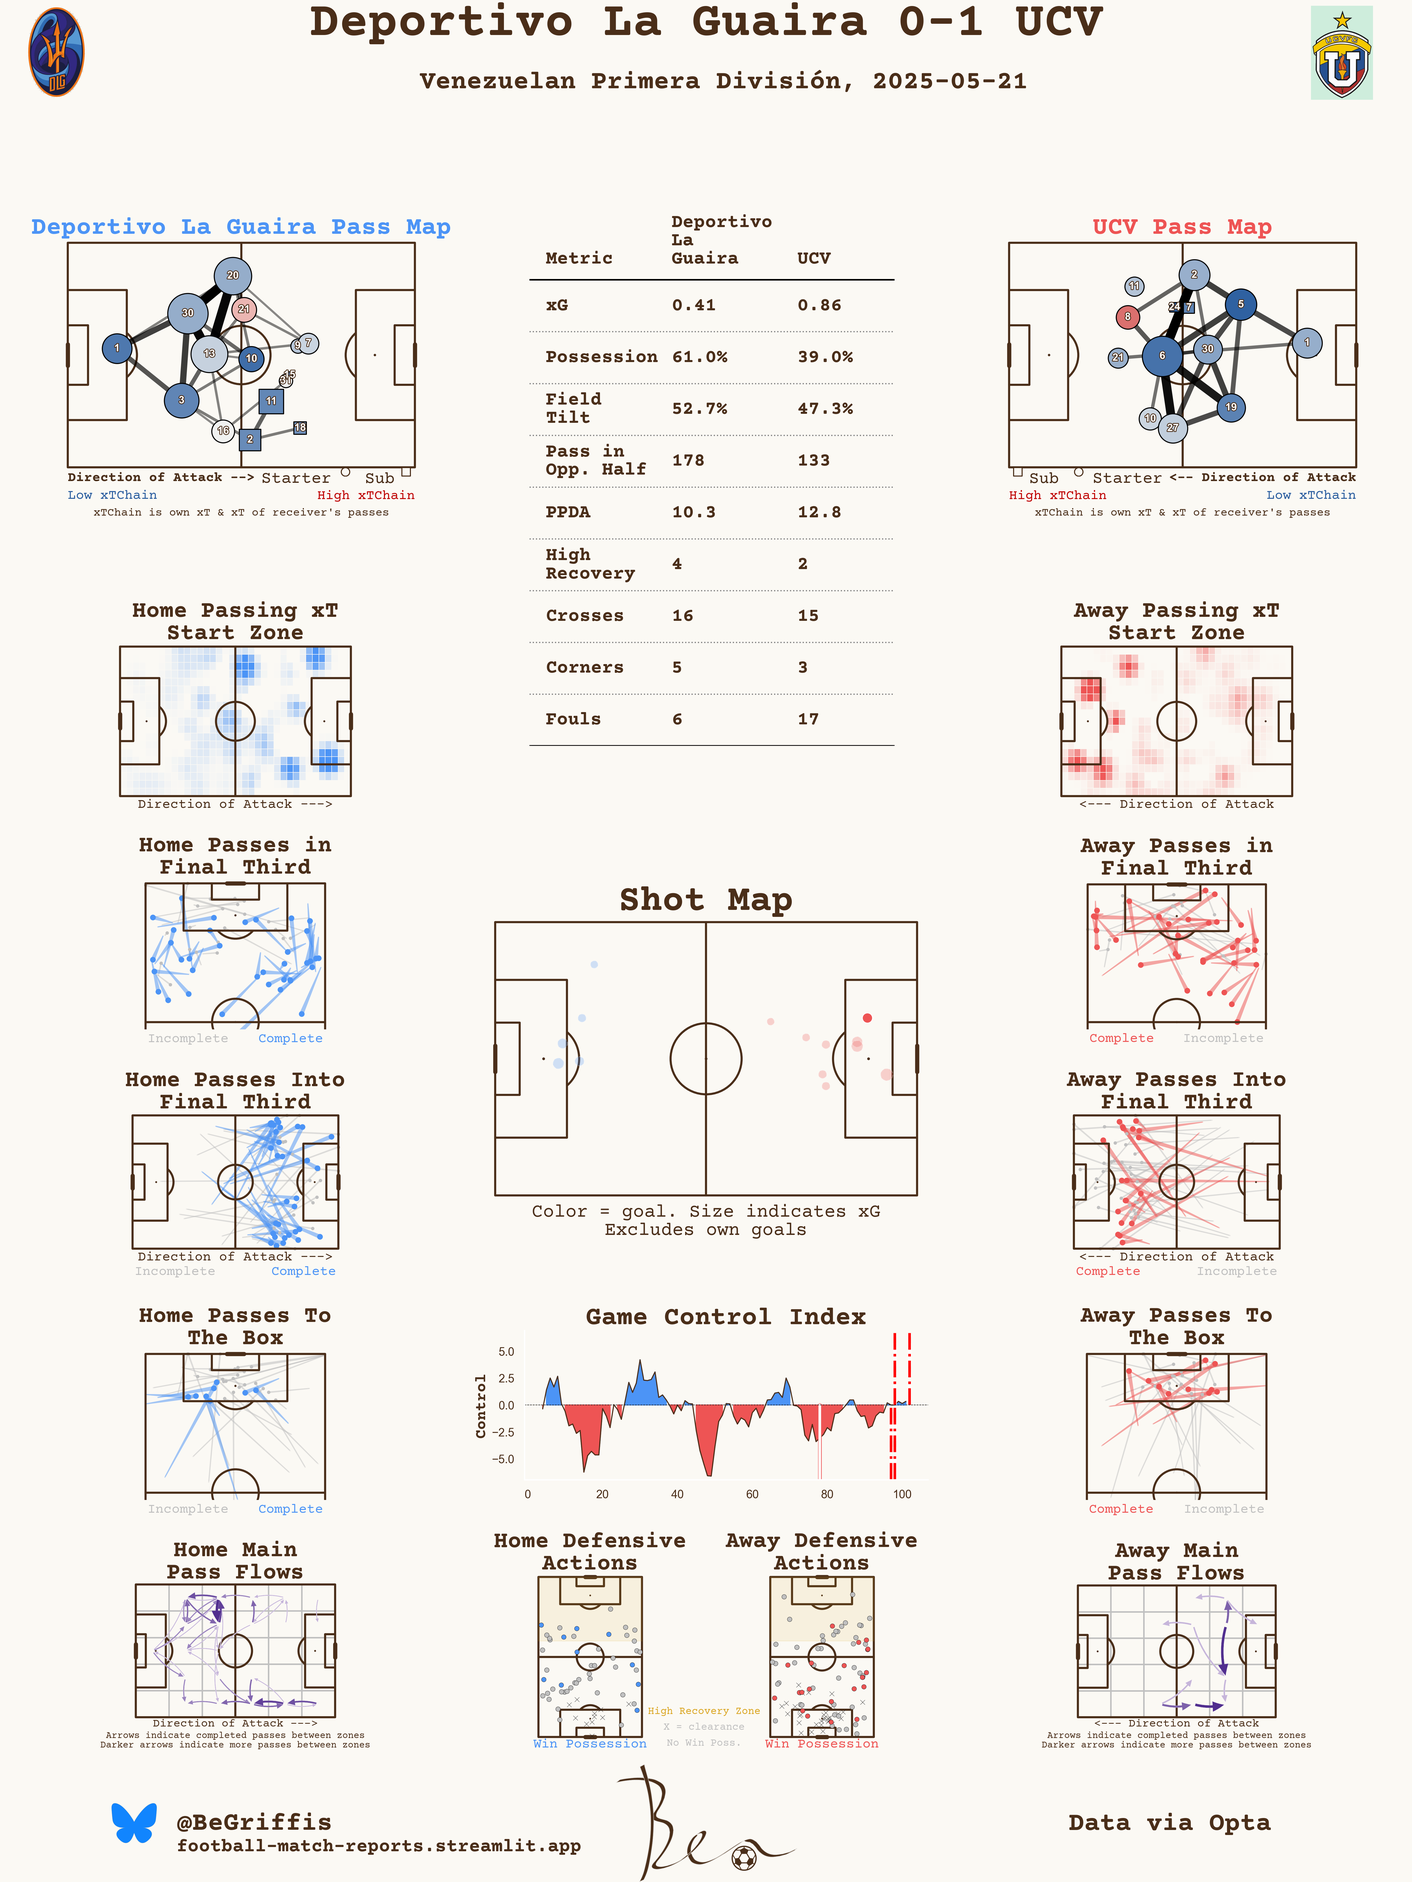 Deportivo La Guaira 0-1 UCV
Venezuelan Primera División, 2025-05-21
DLG
U
Deportivo La Guaira Pass Map
20
30
21
1
13
10
9
7
15
31
3
11
16
2
18
Direction of Attack --> Starter Sub
Low xTChain High xTChain
xTChain is own xT & xT of receiver's passes
Metric Deportivo La Guaira UCV
xG 0.41 0.86
Possession 61.0% 39.0%
Field Tilt 52.7% 47.3%
Pass in Opp. Half 178 133
PPDA 10.3 12.8
High Recovery 4 2
Crosses 16 15
Corners 5 3
Fouls 6 17
UCV Pass Map
2
11
24
7
5
8
6
30
1
21
10
19
27
Sub Starter <-- Direction of Attack
High xTChain Low xTChain
xTChain is own xT & xT of receiver's passes
Home Passing xT
Start Zone
Direction of Attack --->
Away Passing xT
Start Zone
<--- Direction of Attack
Home Passes in
Final Third
Incomplete Complete
Away Passes in
Final Third
Complete Incomplete
Shot Map
Color = goal. Size indicates xG
Excludes own goals
Home Passes Into
Final Third
Direction of Attack --->
Incomplete Complete
Away Passes Into
Final Third
<--- Direction of Attack
Complete Incomplete
Home Passes To
The Box
Incomplete Complete
Game Control Index
Control
5.0
2.5
0.0
−2.5
−5.0
0 20 40 60 80 100
Away Passes To
The Box
Complete Incomplete
Home Main
Pass Flows
Direction of Attack --->
Arrows indicate completed passes between zones
Darker arrows indicate more passes between zones
Home Defensive
Actions
Win Possession
High Recovery Zone
X = clearance
No Win Poss.
Away Defensive
Actions
Win Possession
Away Main
Pass Flows
<--- Direction of Attack
Arrows indicate completed passes between zones
Darker arrows indicate more passes between zones
@BeGriffis
football-match-reports.streamlit.app
Ben
Data via Opta